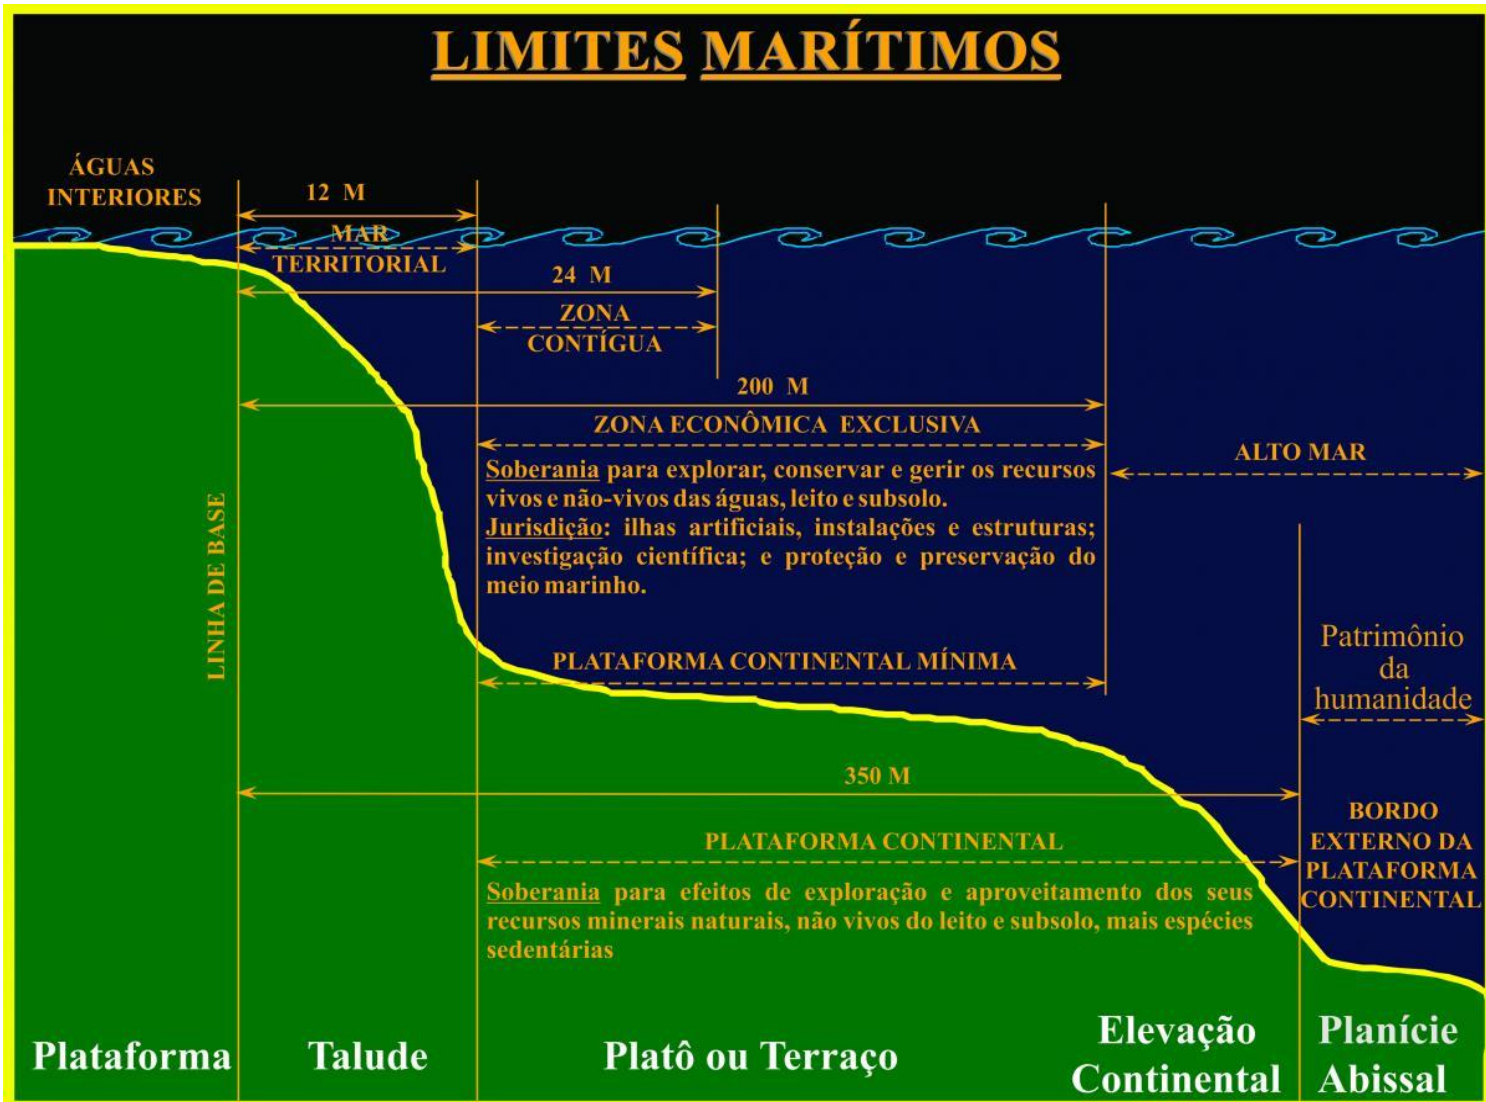 LIMITES MARÍTIMOS
ÁGUAS
INTERIORES
12 M
MAR
TERRITORIAL
24 M
ZONA
CONTÍGUA
200 M
ZONA ECONÔMICA EXCLUSIVA
Soberania para explorar, conservar e gerir os recursos
vivos e não-vivos das águas, leito e subsolo.
Jurisdição: ilhas artificiais, instalações e estruturas;
investigação científica; e proteção e preservação do
meio marinho.
ALTO MAR
LINHA DE BASE
PLATAFORMA CONTINENTAL MÍNIMA
Patrimônio
da
humanidade
350 M
PLATAFORMA CONTINENTAL
Soberania para efeitos de exploração e aproveitamento dos seus
recursos minerais naturais, não vivos do leito e subsolo, mais espécies
sedentárias
BORDO
EXTERNO DA
PLATAFORMA
CONTINENTAL
Plataforma
Talude
Platô ou Terraço
Elevação
Continental
Planície
Abissal